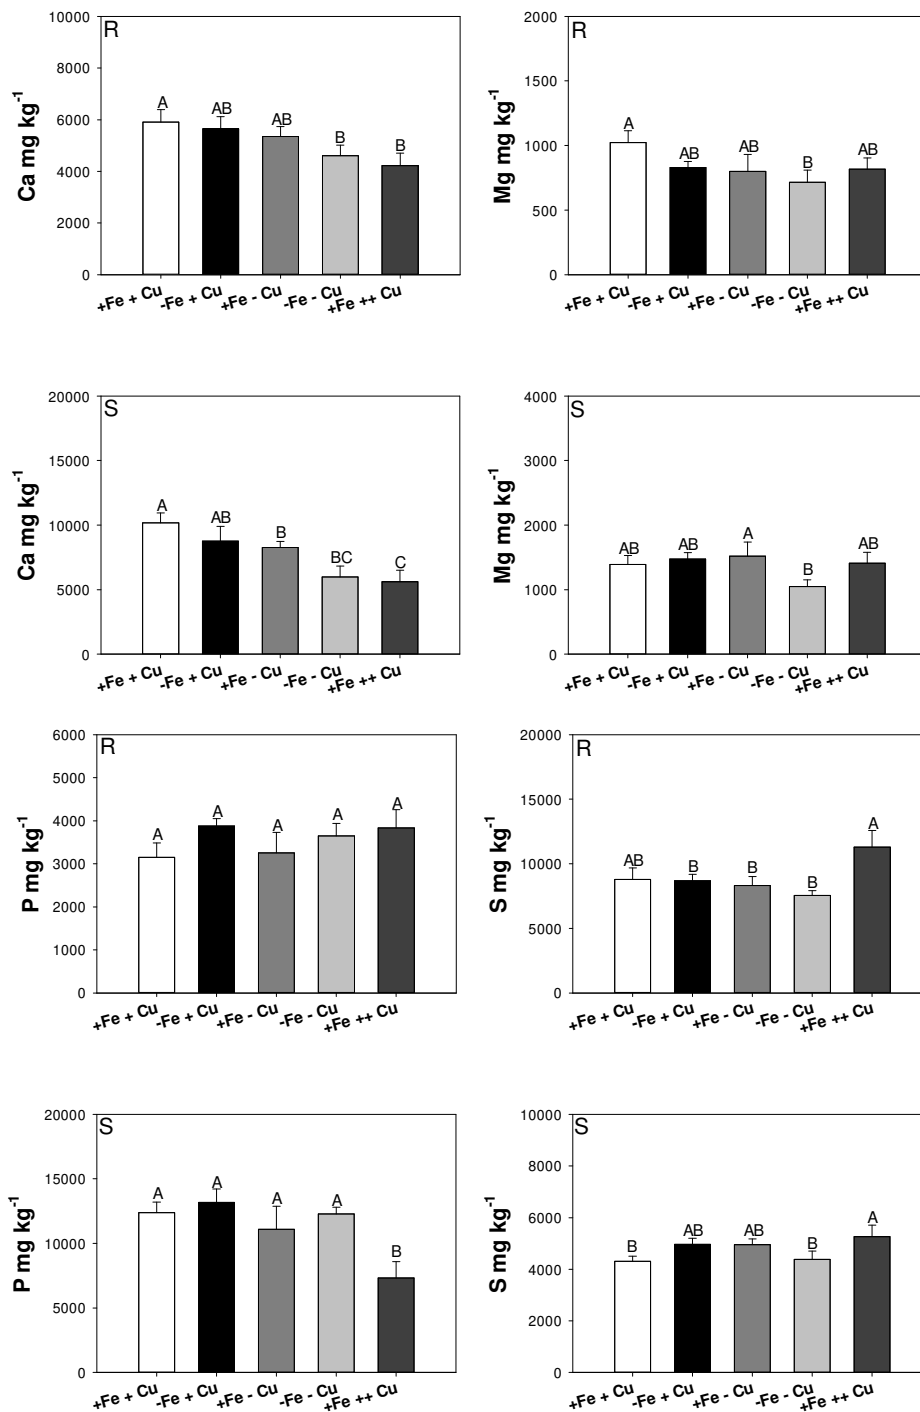 R
Ca mg kg-1
10000
8000
6000
4000
2000
0
A
AB
AB
B
B
+Fe + Cu
-Fe + Cu
+Fe - Cu
-Fe - Cu
+Fe ++ Cu
R
Mg mg kg-1
2000
1500
1000
500
0
A
AB
AB
B
AB
+Fe + Cu
-Fe + Cu
+Fe - Cu
-Fe - Cu
+Fe ++ Cu
S
Ca mg kg-1
20000
15000
10000
5000
0
A
AB
B
BC
C
+Fe + Cu
-Fe + Cu
+Fe - Cu
-Fe - Cu
+Fe ++ Cu
S
Mg mg kg-1
4000
3000
2000
1000
0
AB
AB
A
B
AB
+Fe + Cu
-Fe + Cu
+Fe - Cu
-Fe - Cu
+Fe ++ Cu
R
P mg kg-1
6000
5000
4000
3000
2000
1000
0
A
A
A
A
A
+Fe + Cu
-Fe + Cu
+Fe - Cu
-Fe - Cu
+Fe ++ Cu
R
S mg kg-1
20000
15000
10000
5000
0
AB
B
B
B
A
+Fe + Cu
-Fe + Cu
+Fe - Cu
-Fe - Cu
+Fe ++ Cu
S
P mg kg-1
20000
15000
10000
5000
0
A
A
A
A
B
+Fe + Cu
-Fe + Cu
+Fe - Cu
-Fe - Cu
+Fe ++ Cu
S
S mg kg-1
10000
8000
6000
4000
2000
0
B
AB
AB
B
A
+Fe + Cu
-Fe + Cu
+Fe - Cu
-Fe - Cu
+Fe ++ Cu